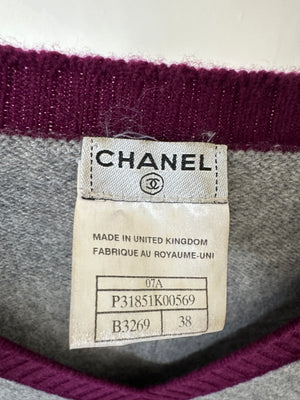 CHANEL
MADE IN UNITED KINGDOM
FABRIQUE AU ROYAUME-UNI
07A
P31851K00569
B3269 38